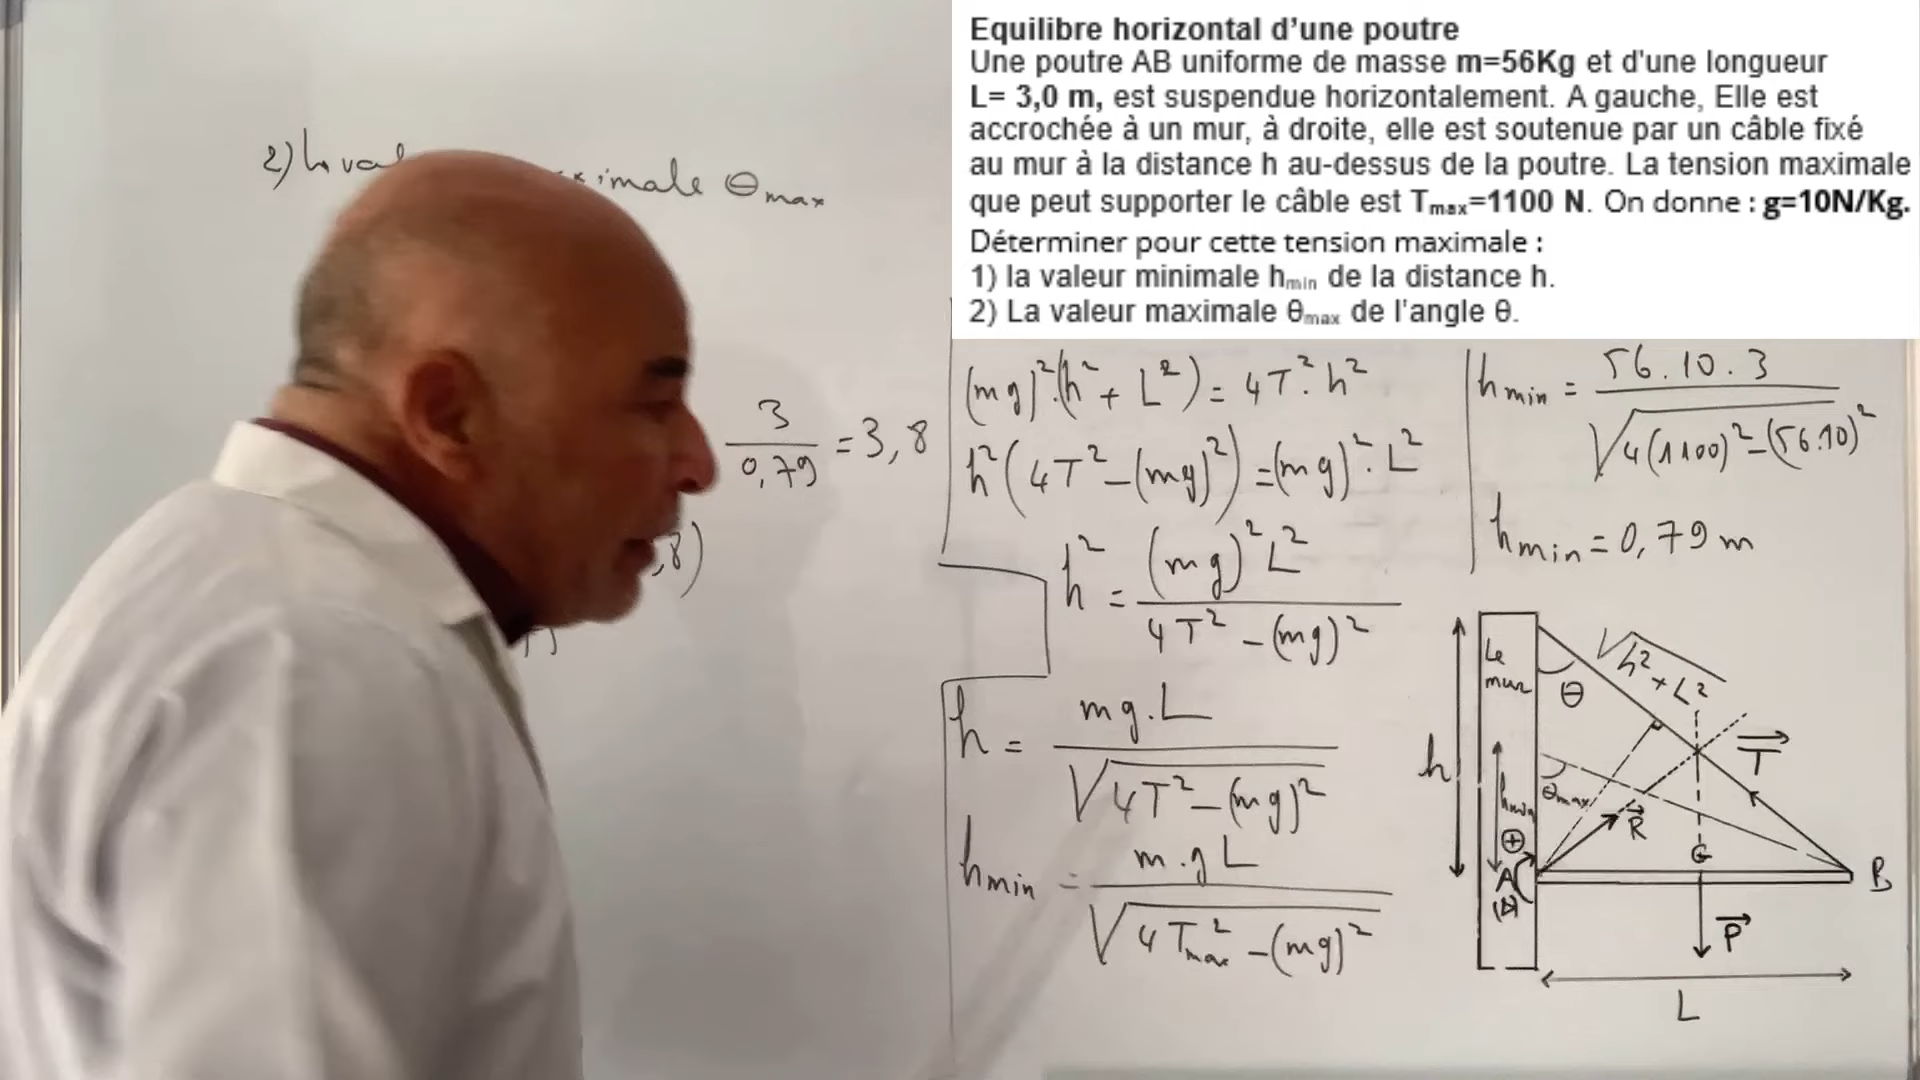 Equilibre horizontal d’une poutre
Une poutre AB uniforme de masse m=56Kg et d'une longueur
L= 3,0 m, est suspendue horizontalement. A gauche, Elle est
accrochée à un mur, à droite, elle est soutenue par un câble fixé
au mur à la distance h au-dessus de la poutre. La tension maximale
que peut supporter le câble est Tmax=1100 N. On donne : g=10N/Kg.
Déterminer pour cette tension maximale :
1) la valeur minimale hmin de la distance h.
2) La valeur maximale θmax de l'angle θ.
2) θmax
3/0,79 = 3,8
,8)
(mg)².(h² + L²) = 4T².h²
h²(4T² - (mg)²) = (mg)².L²
h² = (mg)²L² / 4T² - (mg)²
h = mg.L / √4T² - (mg)²
hmin = m.gL / √4Tmax² - (mg)²
hmin = 56.10.3 / √4(1100)² - (56.10)²
hmin = 0,79 m
Le
mur
θ
√h² + L²
T
h
hmin
θmax
R
⊕
A
(Δ)
G
B
P
L